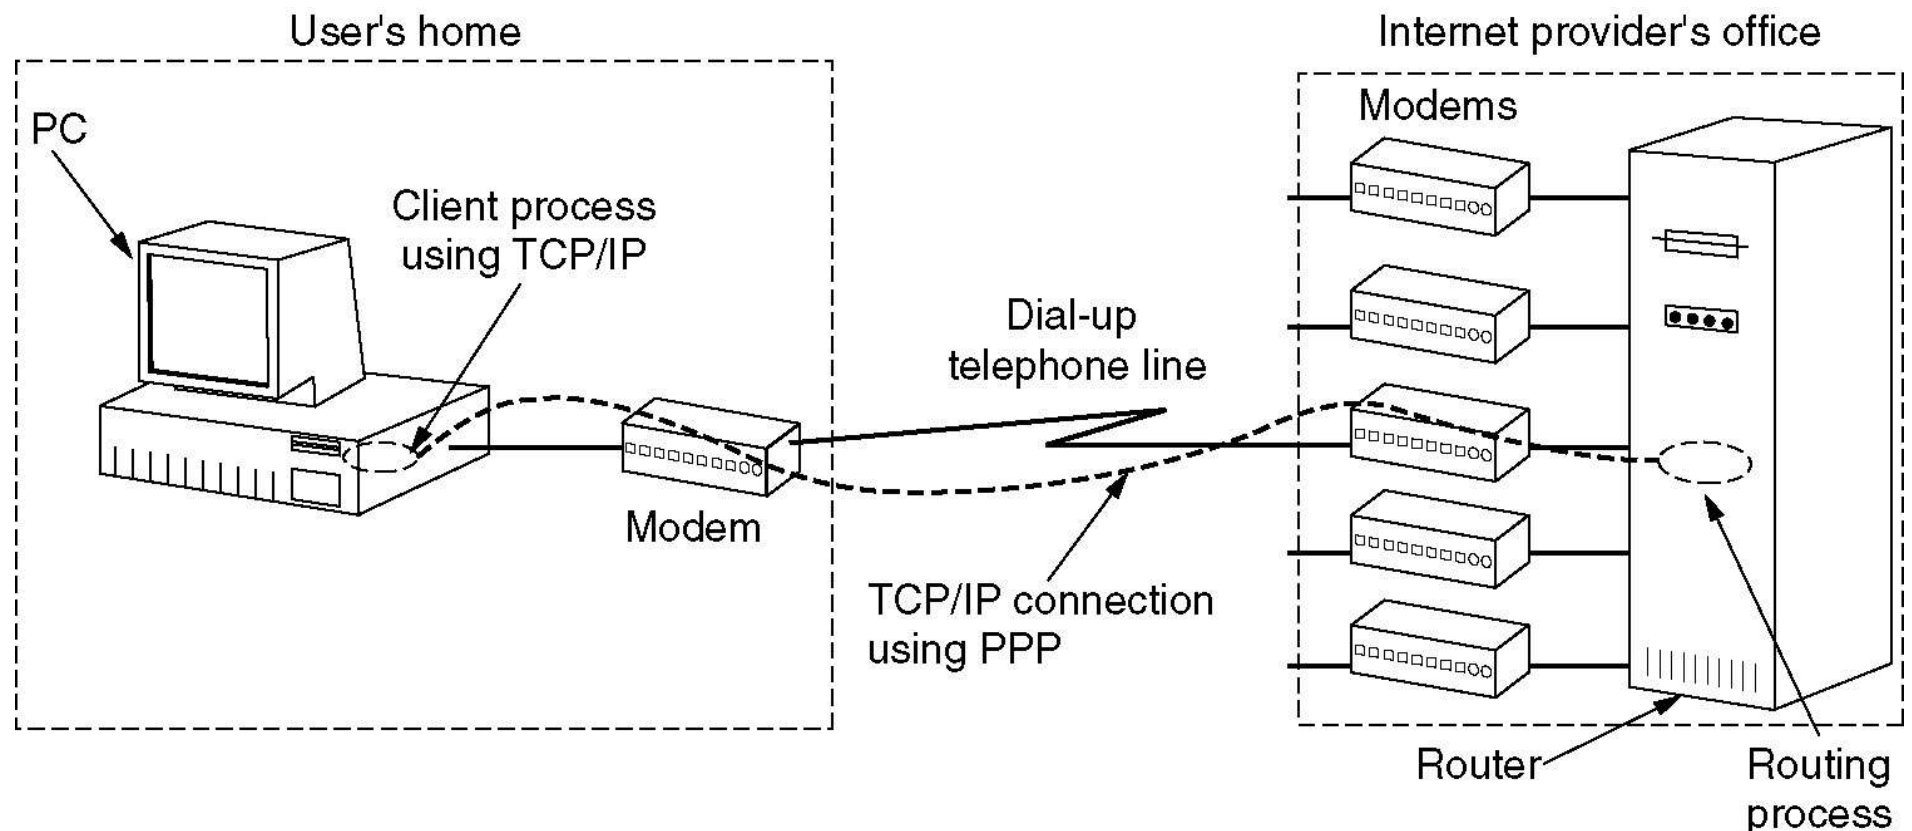 User's home
Internet provider's office
PC
Modems
Client process
using TCP/IP
Dial-up
telephone line
Modem
TCP/IP connection
using PPP
Router
Routing
process